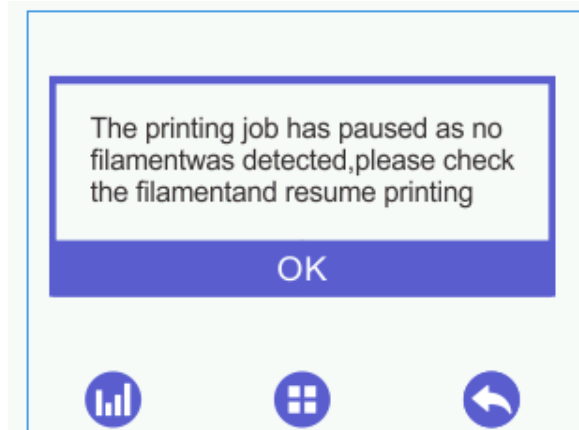 The printing job has paused as no
filamentwas detected,please check
the filamentand resume printing
OK